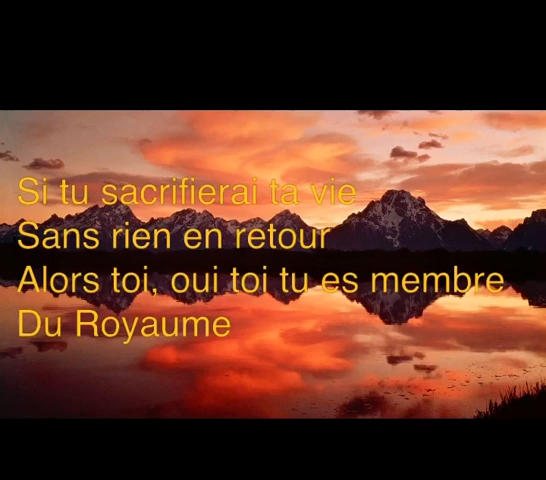 Si tu sacrifierai ta vie
Sans rien en retour
Alors toi, oui toi tu es membre
Du Royaume